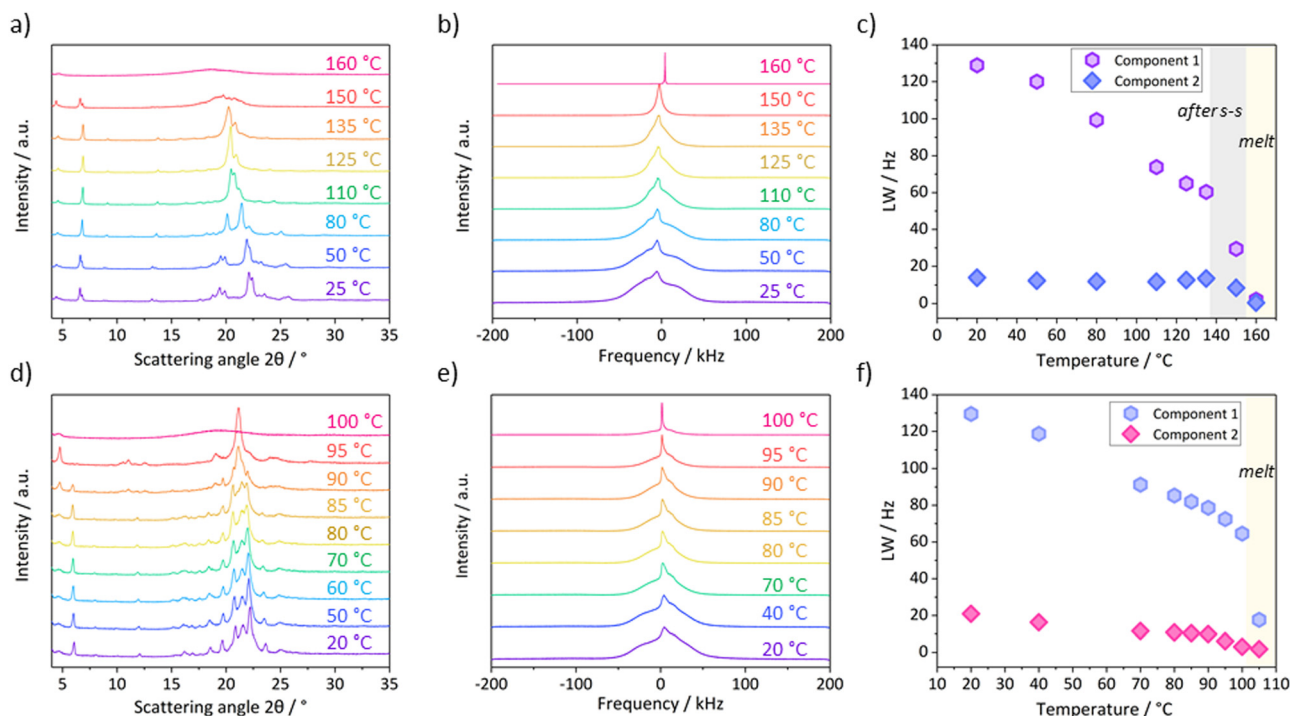 a)
160 °C
150 °C
135 °C
125 °C
110 °C
80 °C
50 °C
25 °C
Intensity / a.u.
5 10 15 20 25 30 35
Scattering angle 2θ / °
b)
160 °C
150 °C
135 °C
125 °C
110 °C
80 °C
50 °C
25 °C
Intensity / a.u.
-200 -100 0 100 200
Frequency / kHz
c)
140
120
100
80
60
40
20
0
LW / Hz
Component 1
Component 2
after s-s
melt
0 20 40 60 80 100 120 140 160
Temperature / °C
d)
100 °C
95 °C
90 °C
85 °C
80 °C
70 °C
60 °C
50 °C
20 °C
Intensity / a.u.
5 10 15 20 25 30 35
Scattering angle 2θ / °
e)
100 °C
95 °C
90 °C
85 °C
80 °C
70 °C
40 °C
20 °C
Intensity / a.u.
-200 -100 0 100 200
Frequency / kHz
f)
140
120
100
80
60
40
20
0
LW / Hz
Component 1
Component 2
melt
10 20 30 40 50 60 70 80 90 100 110
Temperature / °C